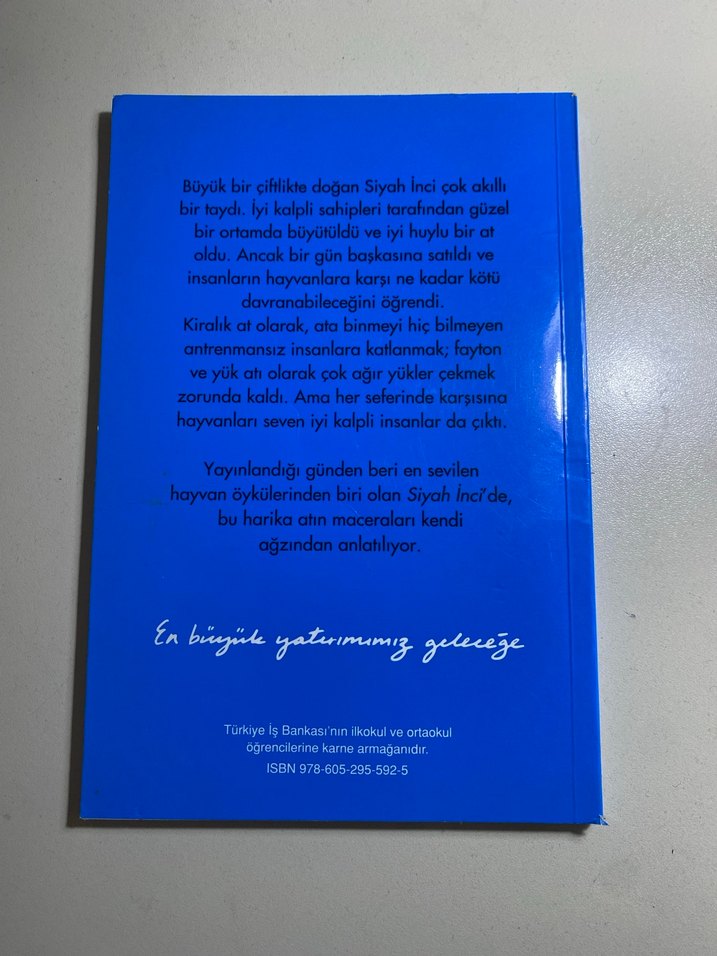 Büyük bir çiftlikte doğan Siyah İnci çok akıllı
bir taydı. İyi kalpli sahipleri tarafından güzel
bir ortamda büyütüldü ve iyi huylu bir at
oldu. Ancak bir gün başkasına satıldı ve
insanların hayvanlara karşı ne kadar kötü
davranabileceğini öğrendi.
Kiralık at olarak, ata binmeyi hiç bilmeyen
antrenmansız insanlara katlanmak; fayton
ve yük atı olarak çok ağır yükler çekmek
zorunda kaldı. Ama her seferinde karşısına
hayvanları seven iyi kalpli insanlar da çıktı.
Yayınlandığı günden beri en sevilen
hayvan öykülerinden biri olan Siyah İnci'de,
bu harika atın maceraları kendi
ağzından anlatılıyor.
En büyük yatırımımız geleceğe
Türkiye İş Bankası'nın ilkokul ve ortaokul
öğrencilerine karne armağanıdır.
ISBN 978-605-295-592-5